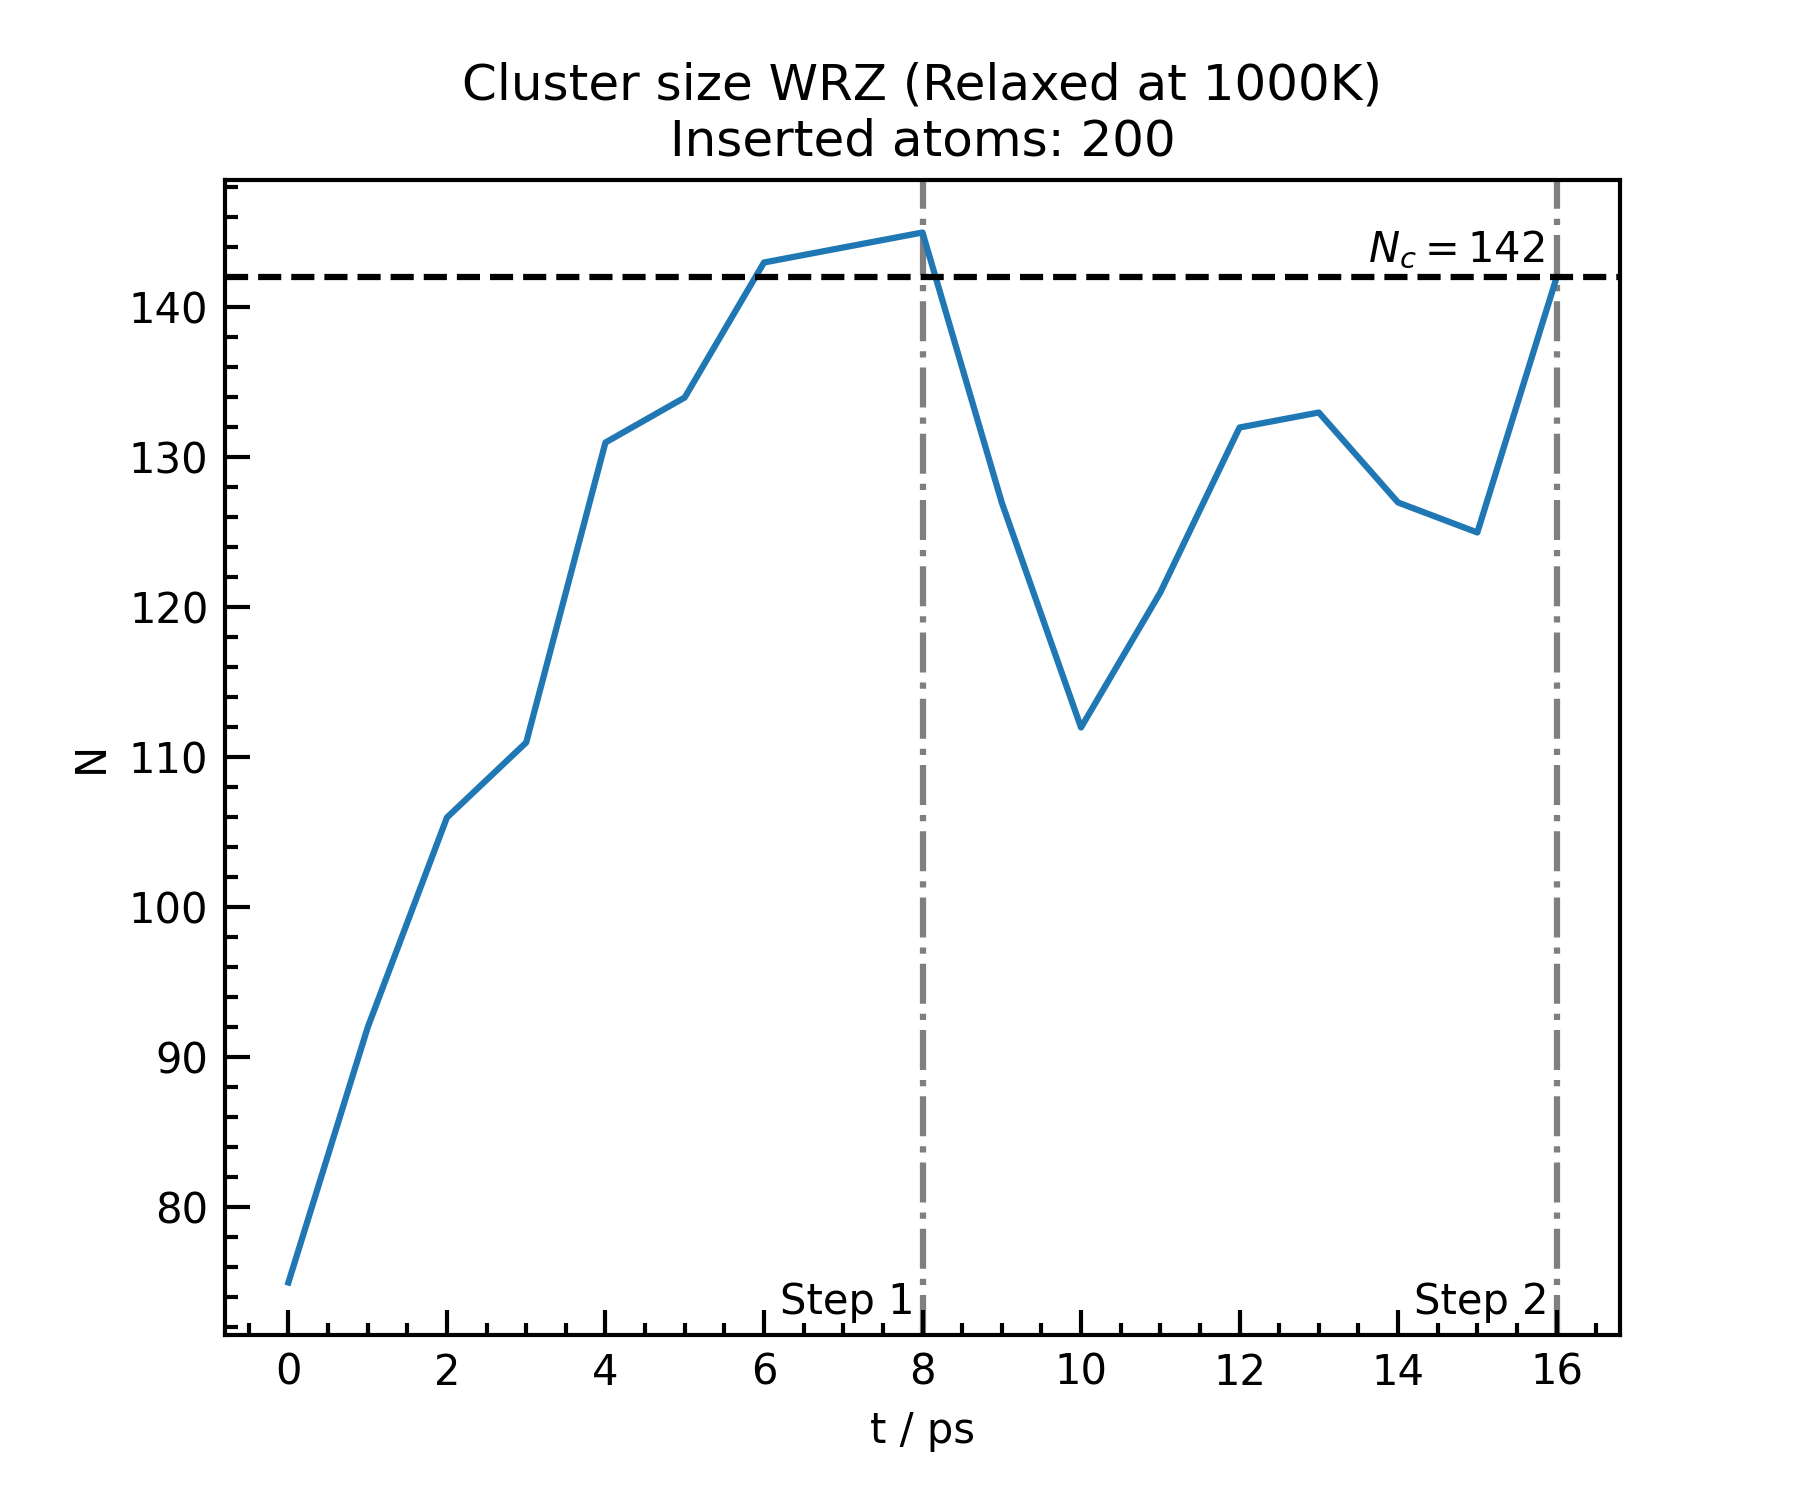 Cluster size WRZ (Relaxed at 1000K)
Inserted atoms: 200
N_c = 142
140
130
120
110
100
90
80
N
Step 1
Step 2
0 2 4 6 8 10 12 14 16
t / ps